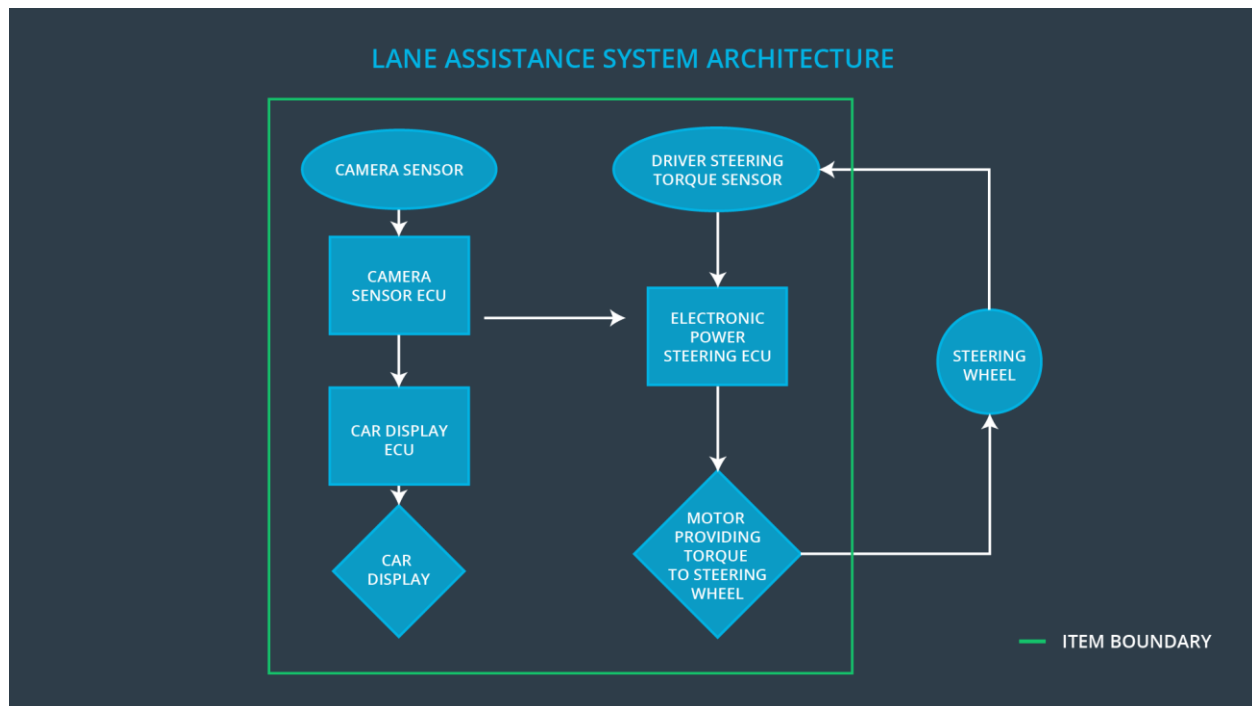 LANE ASSISTANCE SYSTEM ARCHITECTURE
CAMERA SENSOR
DRIVER STEERING
TORQUE SENSOR
CAMERA
SENSOR ECU
ELECTRONIC
POWER
STEERING ECU
STEERING
WHEEL
CAR DISPLAY
ECU
CAR
DISPLAY
MOTOR
PROVIDING
TORQUE
TO STEERING
WHEEL
ITEM BOUNDARY